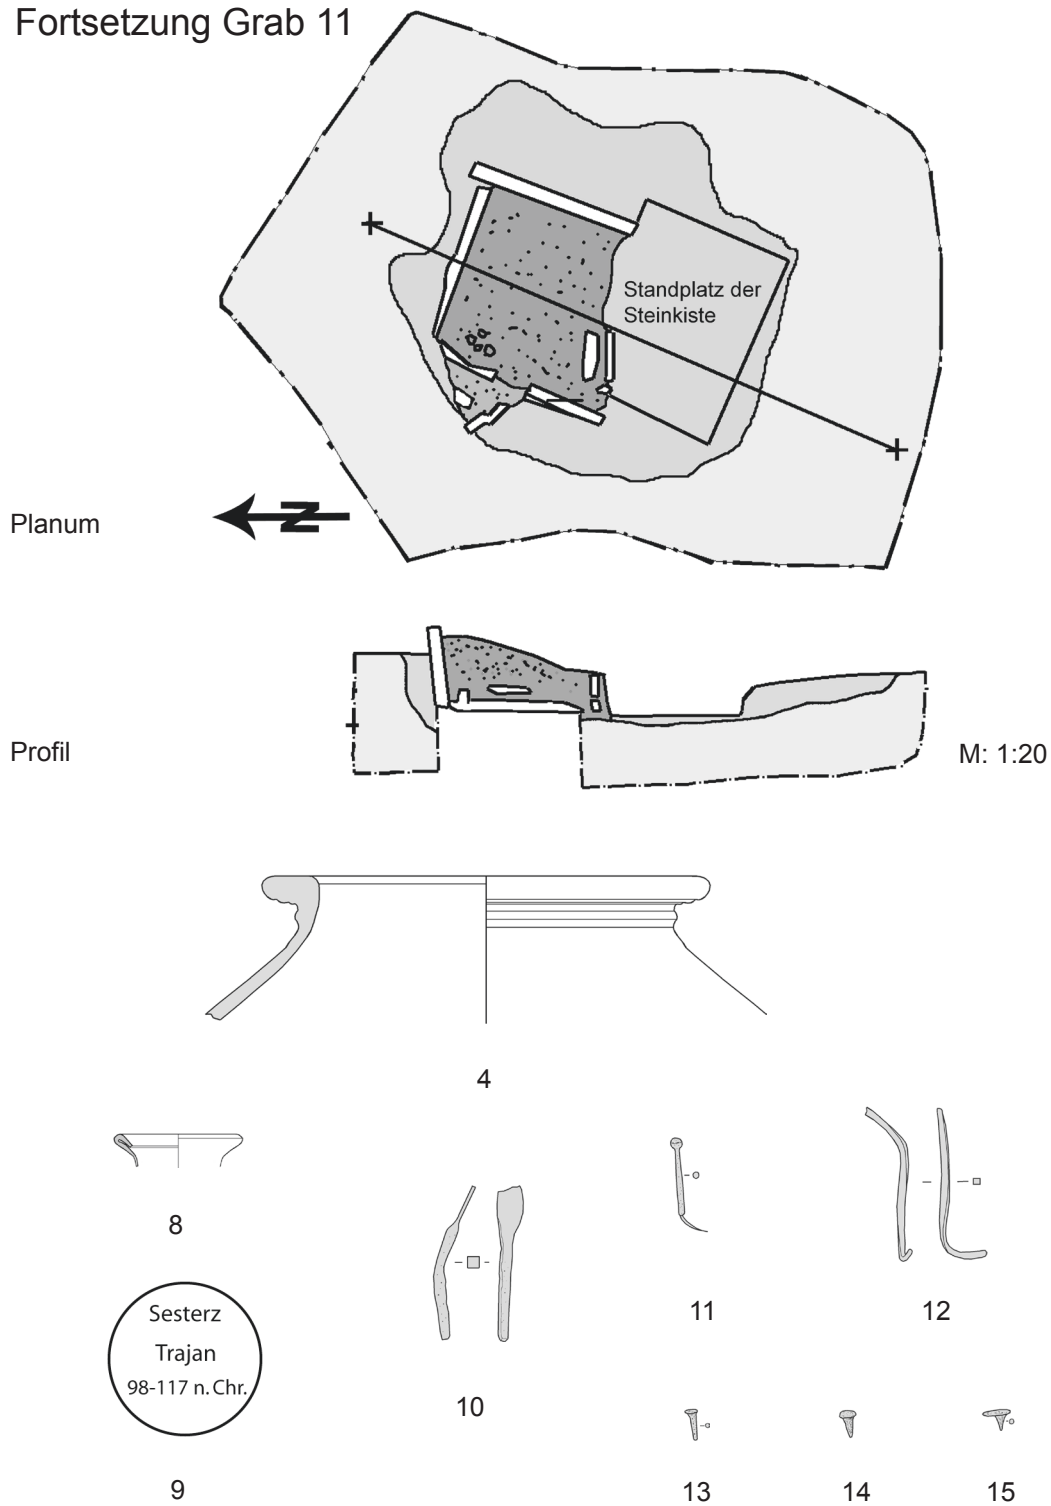 Fortsetzung Grab 11
Standplatz der
Steinkiste
Planum
N
Profil
M: 1:20
4
8
Sesterz
Trajan
98-117 n. Chr.
9
10
11
12
13
14
15